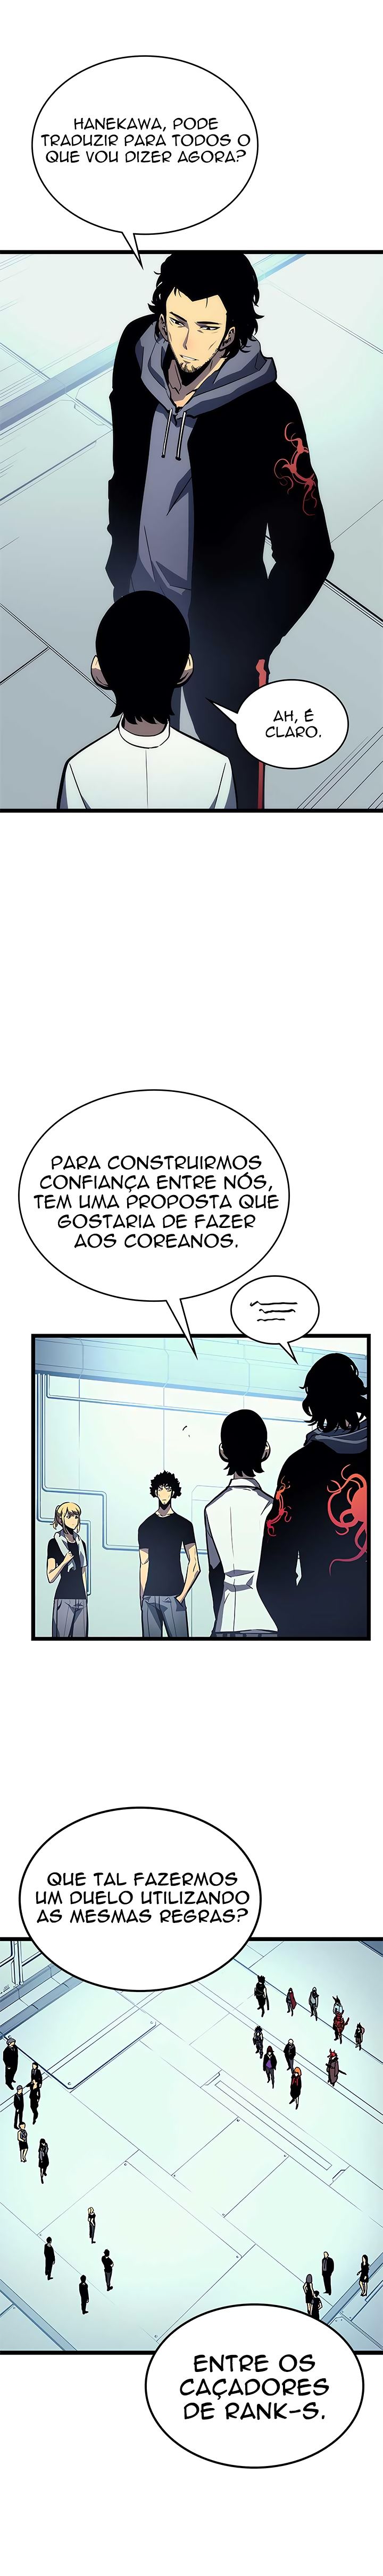 HANEKAWA, PODE
TRADUZIR PARA TODOS O
QUE VOU DIZER AGORA?
AH, É
CLARO.
PARA CONSTRUIRMOS
CONFIANÇA ENTRE NÓS,
TEM UMA PROPOSTA QUE
GOSTARIA DE FAZER
AOS COREANOS.
QUE TAL FAZERMOS
UM DUELO UTILIZANDO
AS MESMAS REGRAS?
ENTRE OS
CAÇADORES
DE RANK-S.